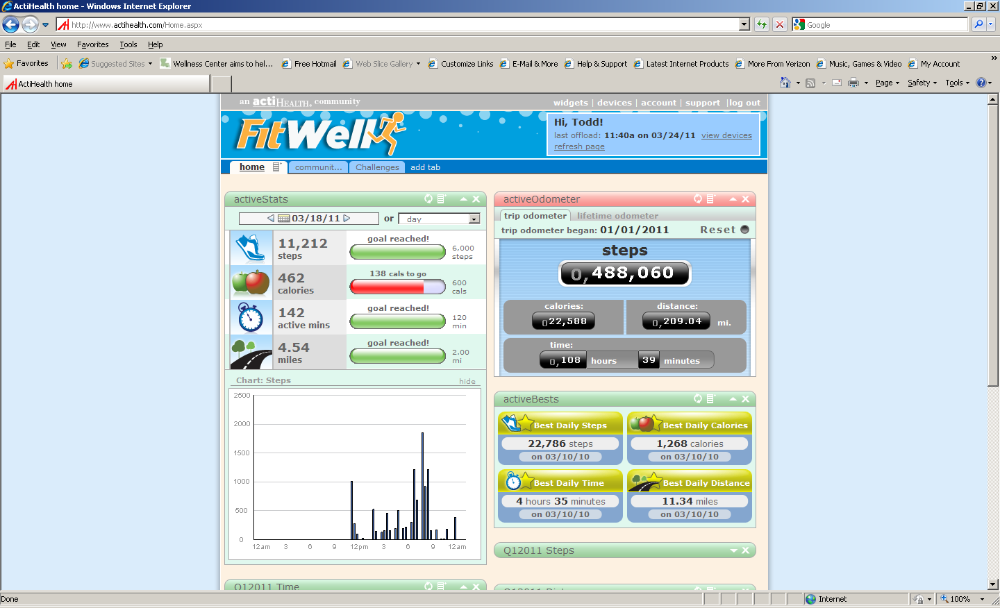 ActiHealth home - Windows Internet Explorer
http://www.actihealth.com/Home.aspx
Google
File Edit View Favorites Tools Help
Favorites Suggested Sites Wellness Center aims to hel... Free Hotmail Web Slice Gallery Customize Links E-Mail & More Help & Support Latest Internet Products More From Verizon Music, Games & Video My Account
ActiHealth home
Page Safety Tools
an actiHEALTH® community
widgets | devices | account | support | log out
FitWell
Hi, Todd!
last offload: 11:40a on 03/24/11 view devices
refresh page
home communit... Challenges add tab
activeStats
03/18/11 or day
11,212
steps
goal reached!
6,000
steps
462
calories
138 cals to go
600
cals
142
active mins
goal reached!
120
min
4.54
miles
goal reached!
2.00
mi
Chart: Steps
hide
2500
2000
1500
1000
500
0
12am 3 6 9 12pm 3 6 9 12am
Q12011 Time
activeOdometer
trip odometer lifetime odometer
trip odometer began: 01/01/2011 Reset
steps
0,488,060
calories:
022,588
distance:
0,209.04 mi.
time:
0,108 hours 39 minutes
activeBests
Best Daily Steps
22,786 steps
on 03/10/10
Best Daily Calories
1,268 calories
on 03/10/10
Best Daily Time
4 hours 35 minutes
on 03/10/10
Best Daily Distance
11.34 miles
on 03/10/10
Q12011 Steps
Done
Internet
100%